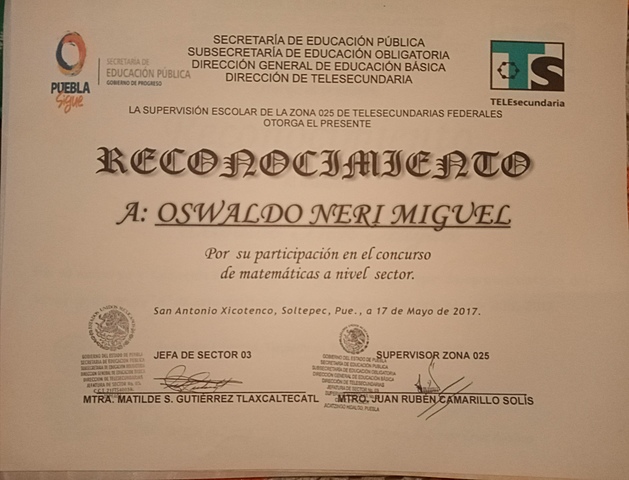 SECRETARÍA DE EDUCACIÓN PÚBLICA
SUBSECRETARÍA DE EDUCACIÓN OBLIGATORIA
DIRECCIÓN GENERAL DE EDUCACIÓN BÁSICA
DIRECCIÓN DE TELESECUNDARIA
PUEBLA
Sigue
SECRETARÍA DE
EDUCACIÓN PÚBLICA
GOBIERNO DE PROGRESO
TS
TELEsecundaria
LA SUPERVISIÓN ESCOLAR DE LA ZONA 025 DE TELESECUNDARIAS FEDERALES
OTORGA EL PRESENTE
RECONOCIMIENTO
A: OSWALDO NERI MIGUEL
Por su participación en el concurso
de matemáticas a nivel sector.
San Antonio Xicotenco, Soltepec, Pue., a 17 de Mayo de 2017.
JEFA DE SECTOR 03
MTRA. MATILDE S. GUTIÉRREZ TLAXCALTECATL
SUPERVISOR ZONA 025
MTRO. JUAN RUBÉN CAMARILLO SOLIS